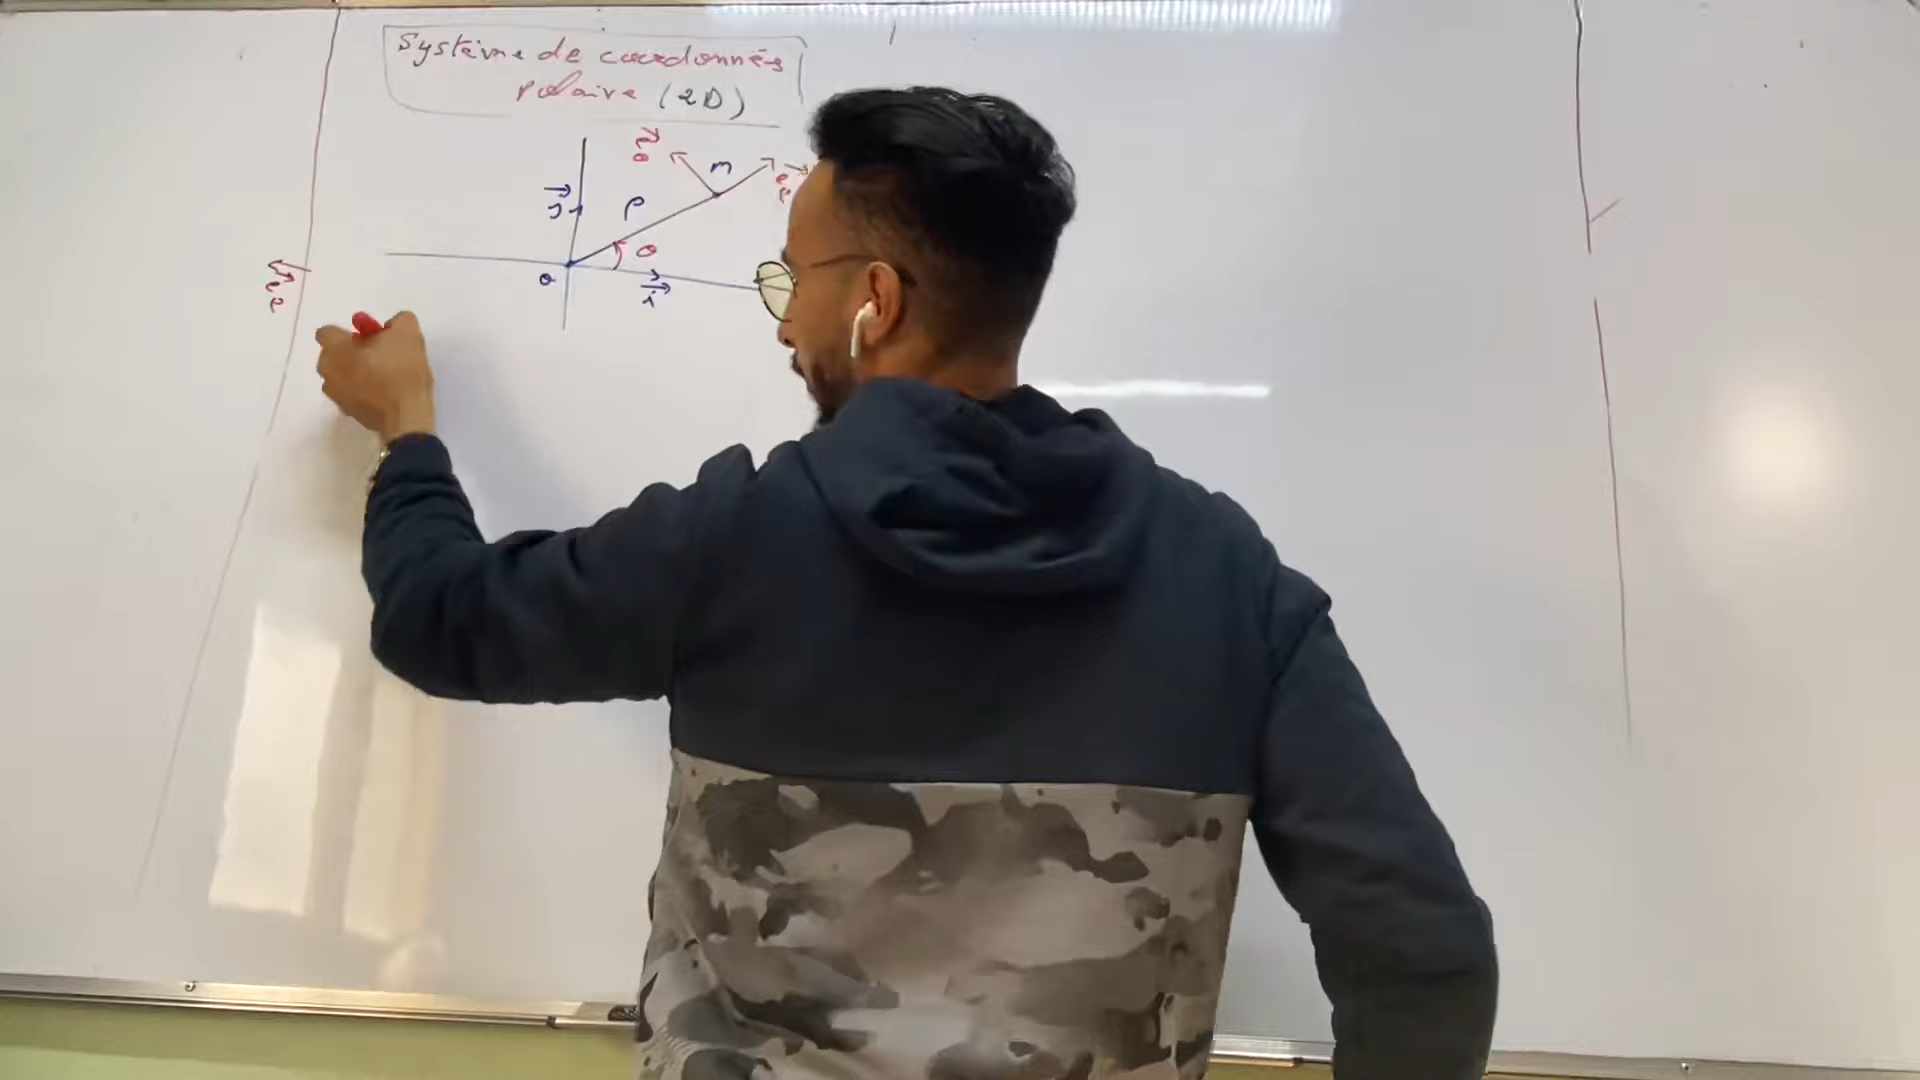 Système de coordonnés
polaire (2D)
e⃗θ
m
e⃗ρ
j⃗
ρ
θ
o
i⃗
e⃗ρ